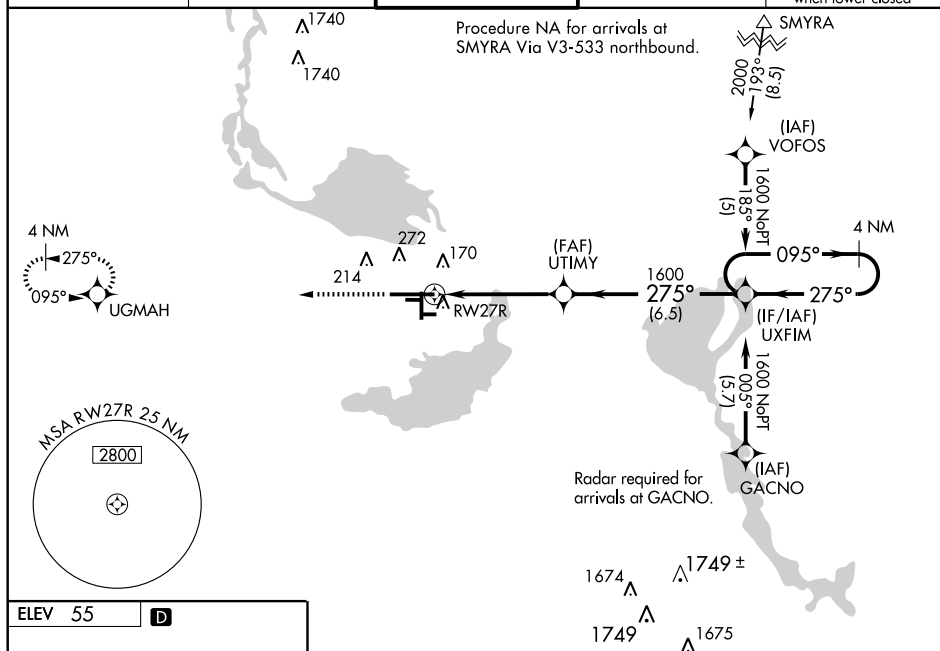 when tower closed
1740
1740
Procedure NA for arrivals at
SMYRA Via V3-533 northbound.
SMYRA
2000
193°
(8.5)
(IAF)
VOFOS
1600 NoPT
185°
(5)
4 NM
095°
4 NM
275°
095°
UGMAH
214
272
170
RW27R
(FAF)
UTIMY
1600
275°
(6.5)
275°
(IF/IAF)
UXFIM
1600 NoPT
005°
(5.7)
(IAF)
GACNO
Radar required for
arrivals at GACNO.
MSA RW27R 25 NM
2800
1674
1749 ±
1749
1675
ELEV 55
D